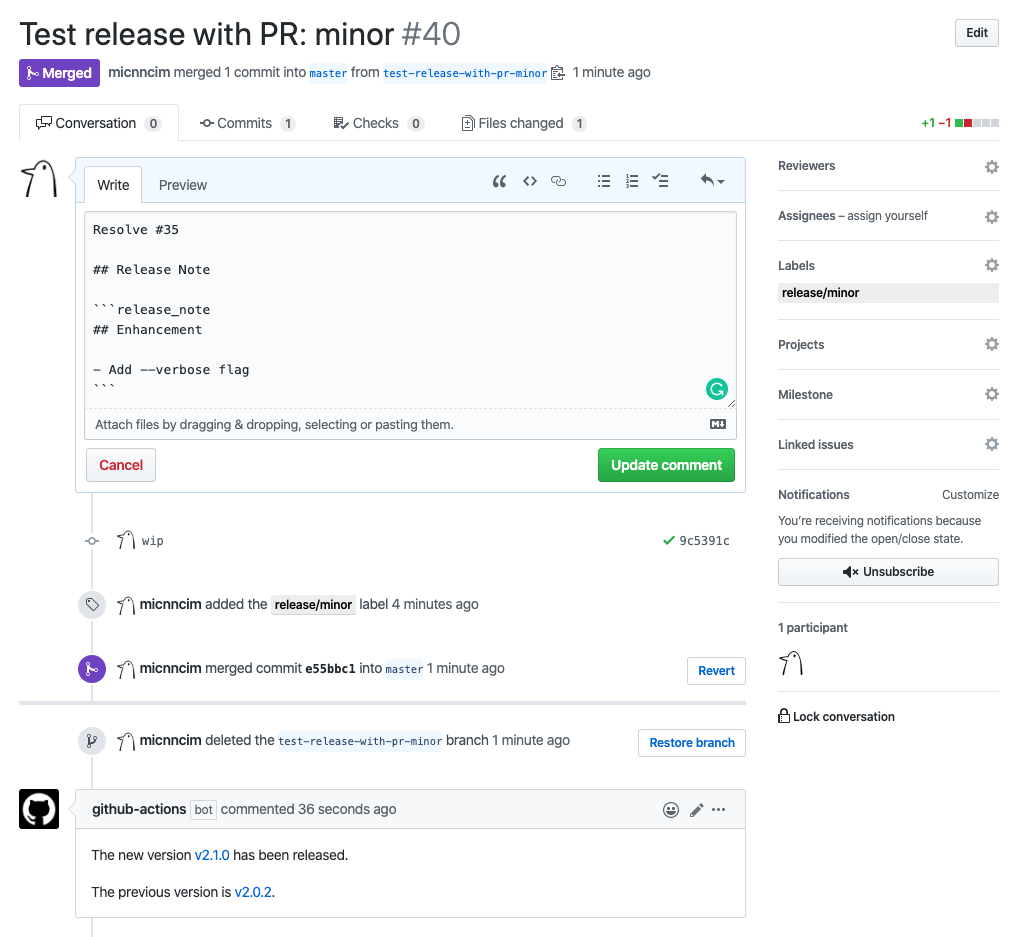 Test release with PR: minor #40
Edit
Merged micnncim merged 1 commit into master from test-release-with-pr-minor 1 minute ago
Conversation 0 Commits 1 Checks 0 Files changed 1 +1 −1
Write Preview
Resolve #35
## Release Note
```release_note
## Enhancement
- Add --verbose flag
```
Attach files by dragging & dropping, selecting or pasting them.
Cancel Update comment
wip 9c5391c
micnncim added the release/minor label 4 minutes ago
micnncim merged commit e55bbc1 into master 1 minute ago Revert
micnncim deleted the test-release-with-pr-minor branch 1 minute ago Restore branch
github-actions bot commented 36 seconds ago
The new version v2.1.0 has been released.
The previous version is v2.0.2.
Reviewers
Assignees – assign yourself
Labels
release/minor
Projects
Milestone
Linked issues
Notifications Customize
You’re receiving notifications because
you modified the open/close state.
Unsubscribe
1 participant
Lock conversation